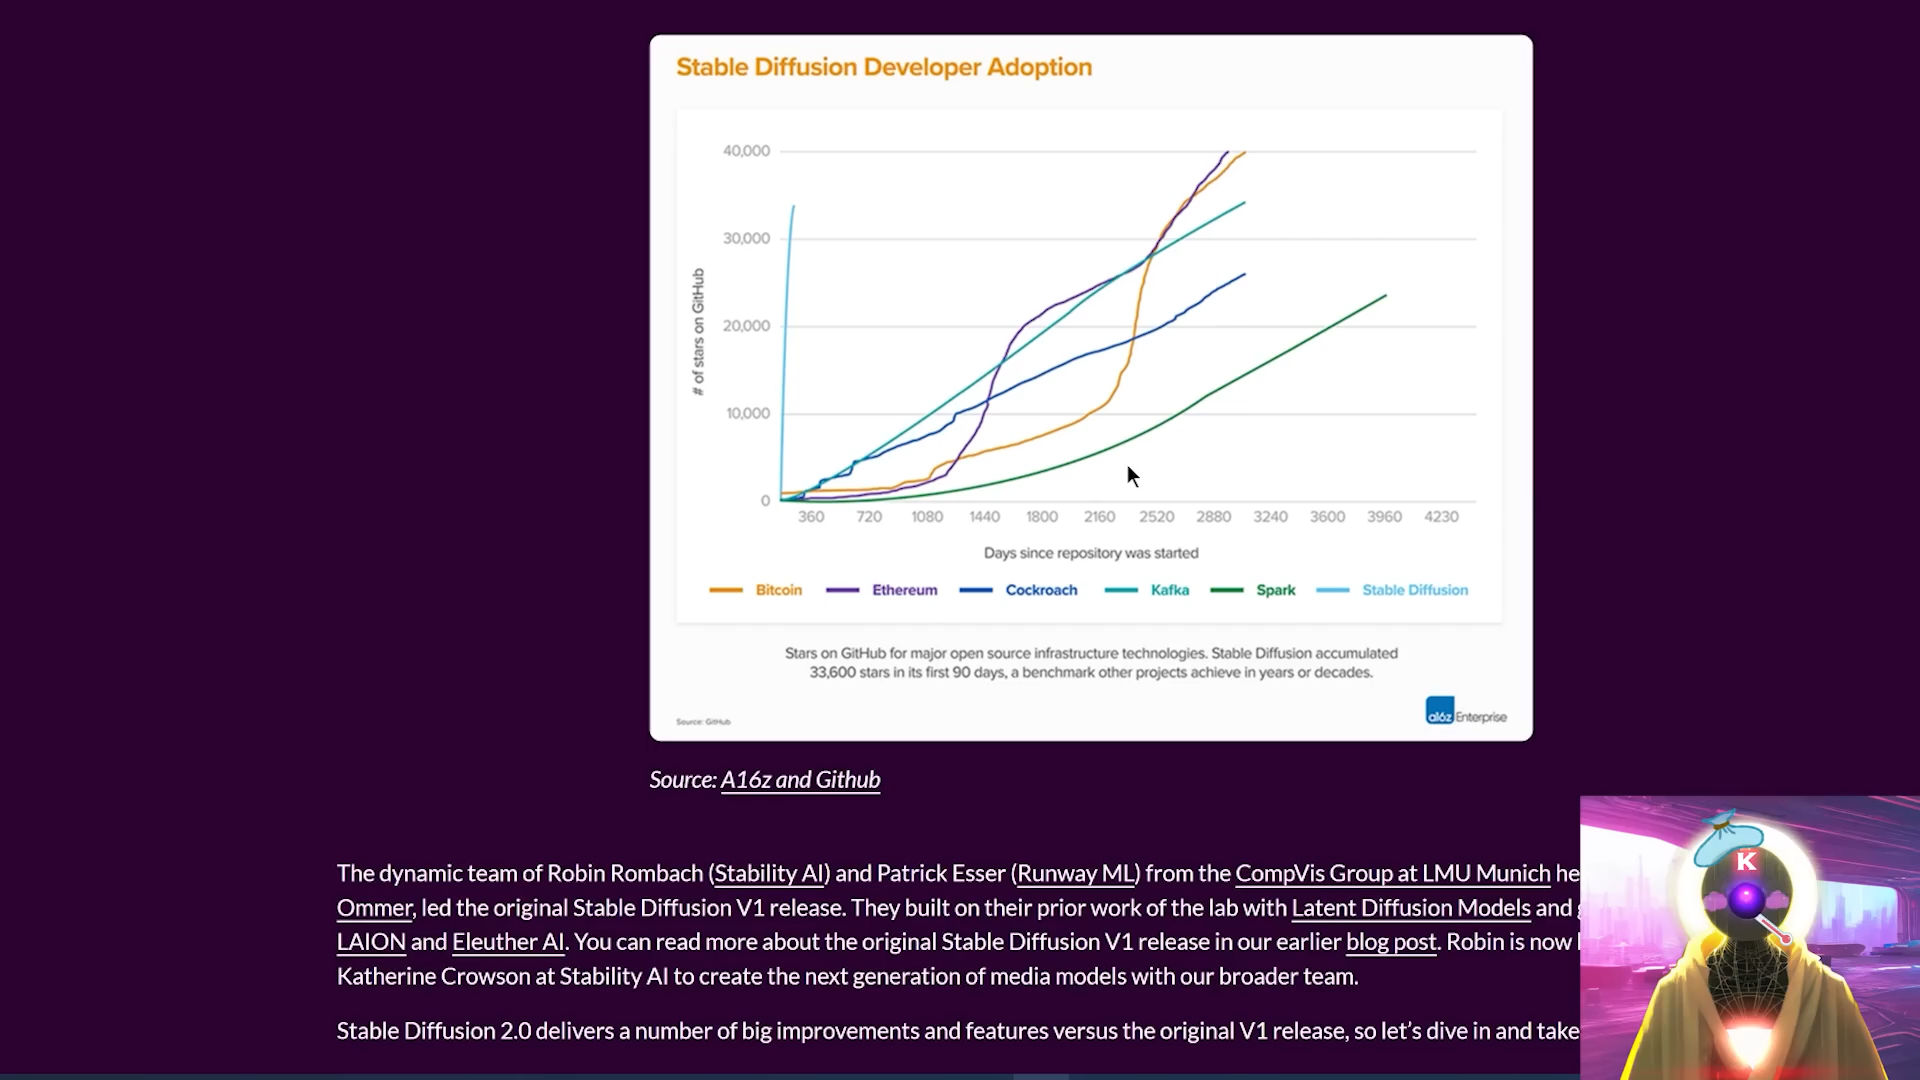 Stable Diffusion Developer Adoption
40,000
30,000
20,000
10,000
0
# of stars on GitHub
360 720 1080 1440 1800 2160 2520 2880 3240 3600 3960 4230
Days since repository was started
Bitcoin Ethereum Cockroach Kafka Spark Stable Diffusion
Stars on GitHub for major open source infrastructure technologies. Stable Diffusion accumulated
33,600 stars in its first 90 days, a benchmark other projects achieve in years or decades.
Source: GitHub
a16z Enterprise
Source: A16z and Github
The dynamic team of Robin Rombach (Stability AI) and Patrick Esser (Runway ML) from the CompVis Group at LMU Munich he
Ommer, led the original Stable Diffusion V1 release. They built on their prior work of the lab with Latent Diffusion Models and
LAION and Eleuther AI. You can read more about the original Stable Diffusion V1 release in our earlier blog post. Robin is now
Katherine Crowson at Stability AI to create the next generation of media models with our broader team.
Stable Diffusion 2.0 delivers a number of big improvements and features versus the original V1 release, so let's dive in and take
K